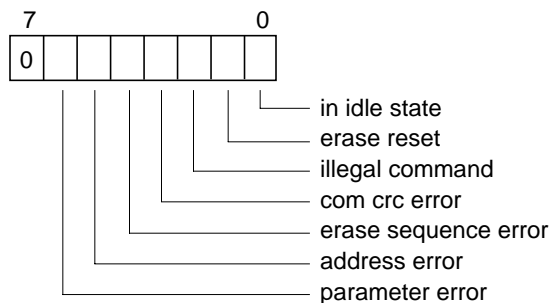 7 0
0
in idle state
erase reset
illegal command
com crc error
erase sequence error
address error
parameter error